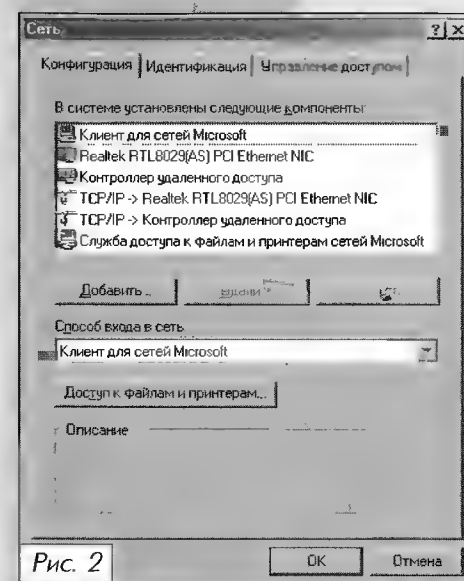 Сеть
? x
Конфигурация Идентификация Управление доступом
В системе установлены следующие компоненты:
Клиент для сетей Microsoft
Realtek RTL8029(AS) PCI Ethernet NIC
Контроллер удаленного доступа
TCP/IP -> Realtek RTL8029(AS) PCI Ethernet NIC
TCP/IP -> Контроллер удаленного доступа
Служба доступа к файлам и принтерам сетей Microsoft
Добавить...
Способ входа в сеть
Клиент для сетей Microsoft
Доступ к файлам и принтерам...
Описание
Рис. 2
OK Отмена